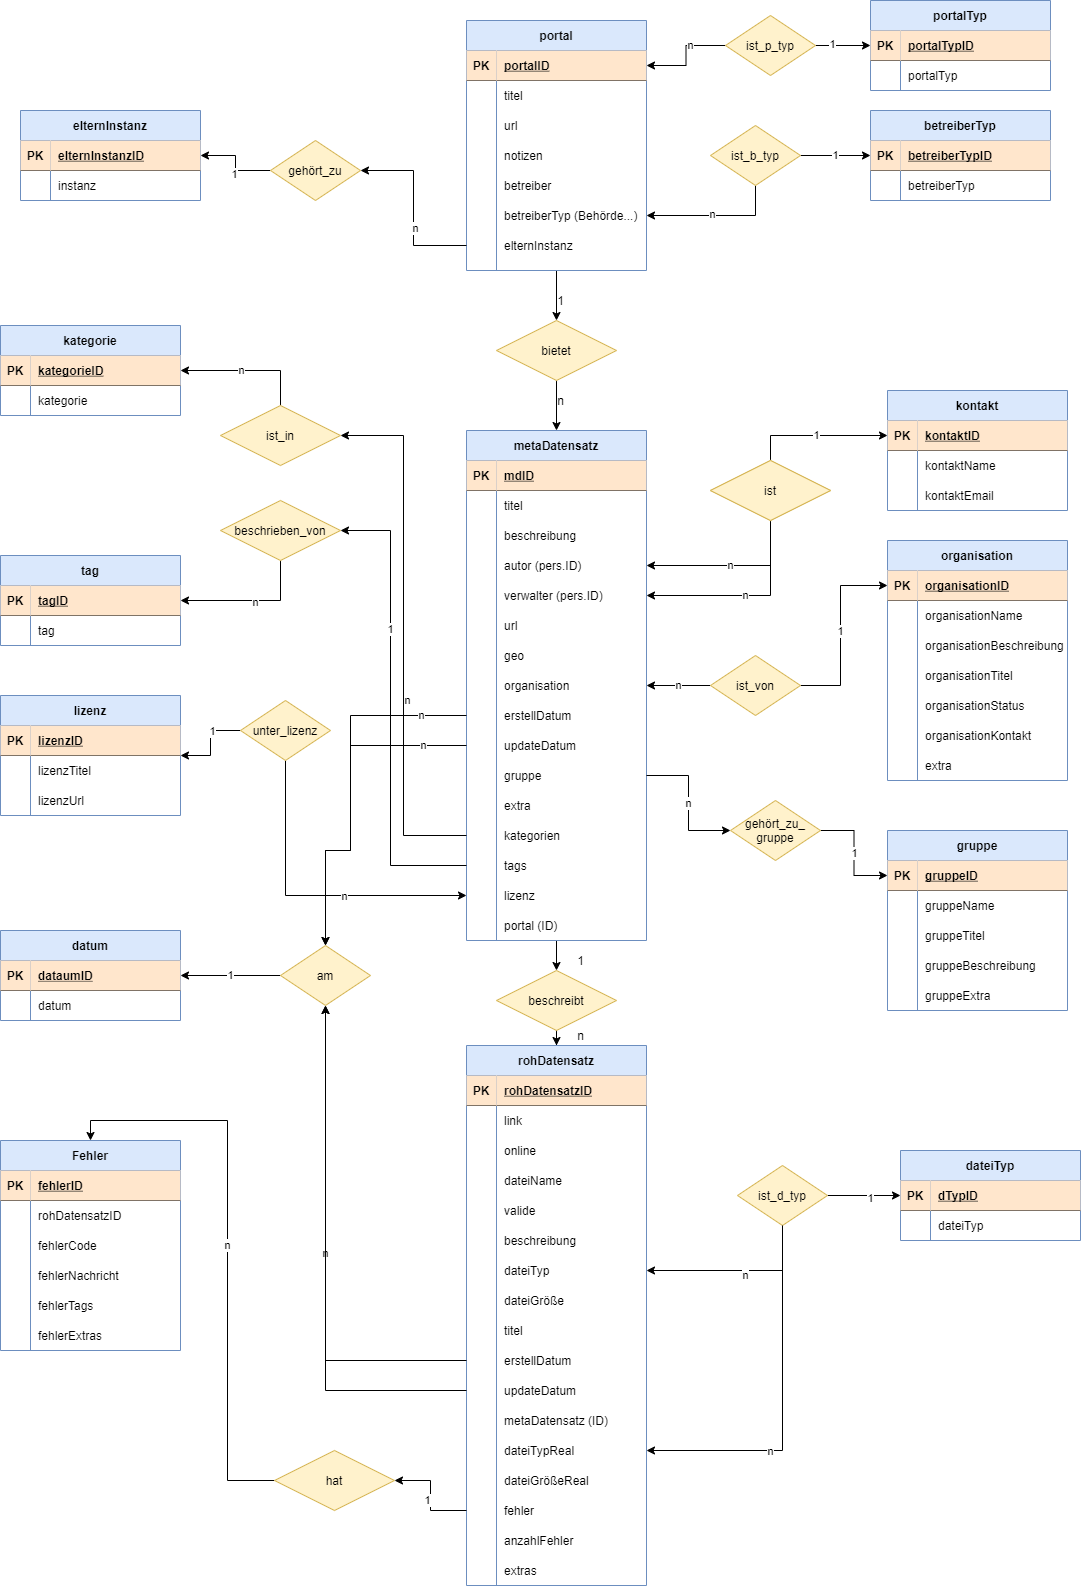 portalTyp
PK portalTypID
portalTyp
portal
PK portalID
titel
url
notizen
betreiber
betreiberTyp (Behörde...)
elternInstanz
n
ist_p_typ
1
betreiberTyp
PK betreiberTypID
betreiberTyp
ist_b_typ
1
n
elternInstanz
PK elternInstanzID
instanz
1
gehört_zu
n
1
bietet
n
kategorie
PK kategorieID
kategorie
n
ist_in
n
metaDatensatz
PK mdID
titel
beschreibung
autor (pers.ID)
verwalter (pers.ID)
url
geo
organisation
erstellDatum
updateDatum
gruppe
extra
kategorien
tags
lizenz
portal (ID)
kontakt
PK kontaktID
kontaktName
kontaktEmail
1
ist
n
n
beschrieben_von
1
n
tag
PK tagID
tag
organisation
PK organisationID
organisationName
organisationBeschreibung
organisationTitel
organisationStatus
organisationKontakt
extra
1
ist_von
n
lizenz
PK lizenzID
lizenzTitel
lizenzUrl
1
unter_lizenz
n
n
n
n
gehört_zu_
gruppe
1
gruppe
PK gruppeID
gruppeName
gruppeTitel
gruppeBeschreibung
gruppeExtra
datum
PK dataumID
datum
1
am
n
1
beschreibt
n
rohDatensatz
PK rohDatensatzID
link
online
dateiName
valide
beschreibung
dateiTyp
dateiGröße
titel
erstellDatum
updateDatum
metaDatensatz (ID)
dateiTypReal
dateiGrößeReal
fehler
anzahlFehler
extras
Fehler
PK fehlerID
rohDatensatzID
fehlerCode
fehlerNachricht
fehlerTags
fehlerExtras
n
hat
1
dateiTyp
PK dTypID
dateiTyp
ist_d_typ
1
n
n